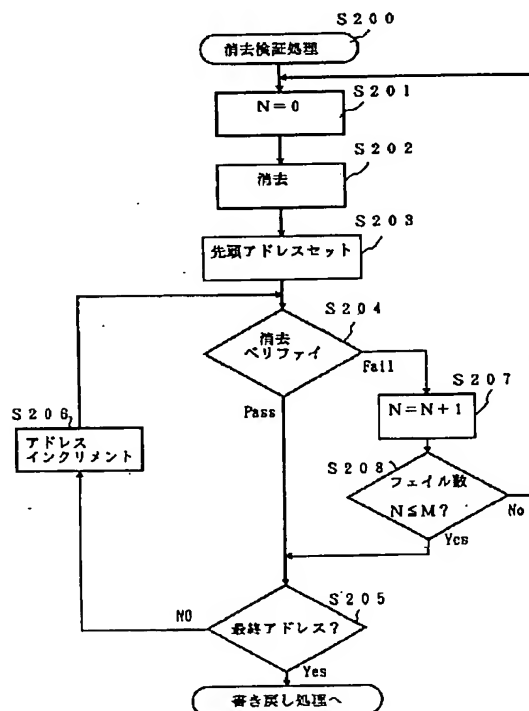 S200
消去検証処理
S201
N=0
S202
消去
S203
先頭アドレスセット
S204
消去
ベリファイ
Fail
Pass
S207
N=N+1
S206
アドレス
インクリメント
S208
フェイル数
N≦M?
No
Yes
S205
最終アドレス?
NO
Yes
書き戻し処理へ